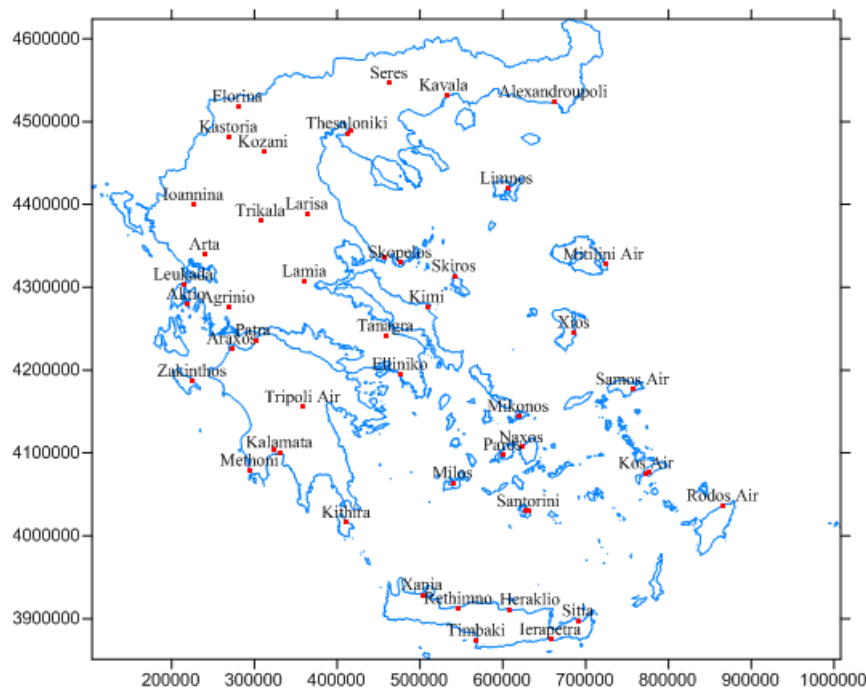 4600000
Seres
Kavala
Florina
Alexandroupoli
4500000
Kastoria
Thesaloniki
Kozani
4400000
Limnos
Ioannina
Larisa
Trikala
Arta
Skopelos
Mitilini Air
Leukada
Lamia
Skiros
4300000
Aktio
Agrinio
Kimi
Patra
Tanagra
Xios
Araxos
4200000
Zakinthos
Elliniko
Samos Air
Tripoli Air
Mikonos
4100000
Kalamata
Naxos
Paros
Methoni
Milos
Kos Air
Santorini
Rodos Air
4000000
Kithira
Xania
Rethimno
Heraklio
3900000
Sitia
Timbaki
Ierapetra
200000 300000 400000 500000 600000 700000 800000 900000 1000000